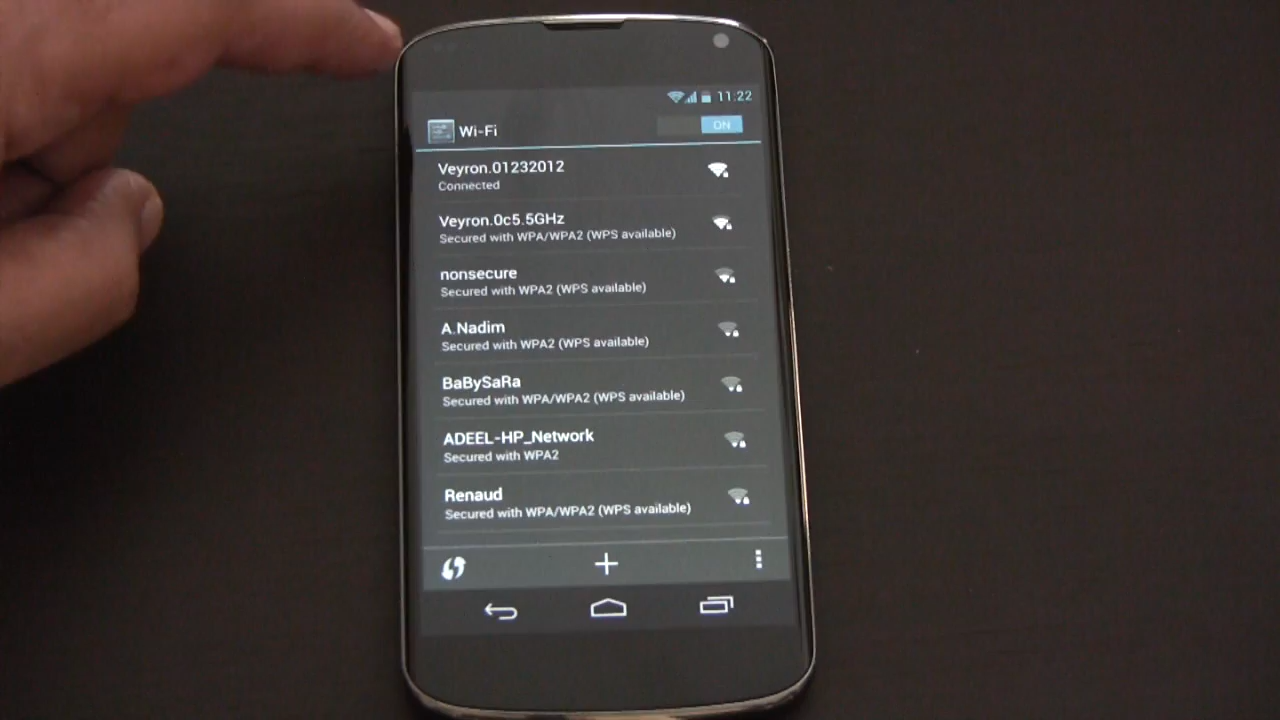 11:22
Wi-Fi
ON
Veyron.01232012
Connected
Veyron.0c5.5GHz
Secured with WPA/WPA2 (WPS available)
nonsecure
Secured with WPA2 (WPS available)
A.Nadim
Secured with WPA2 (WPS available)
BaBySaRa
Secured with WPA/WPA2 (WPS available)
ADEEL-HP_Network
Secured with WPA2
Renaud
Secured with WPA/WPA2 (WPS available)